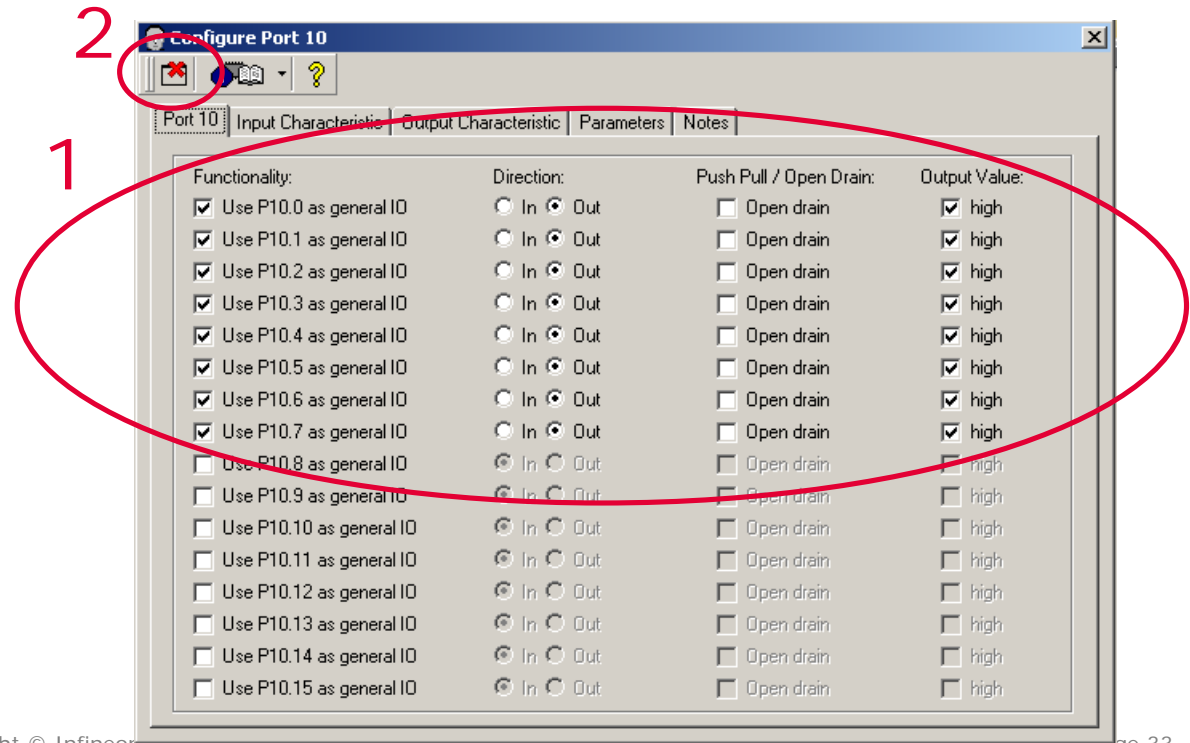 2
Configure Port 10
1
Port 10 Input Characteristic Output Characteristic Parameters Notes
Functionality: Direction: Push Pull / Open Drain: Output Value:
Use P10.0 as general IO In Out Open drain high
Use P10.1 as general IO In Out Open drain high
Use P10.2 as general IO In Out Open drain high
Use P10.3 as general IO In Out Open drain high
Use P10.4 as general IO In Out Open drain high
Use P10.5 as general IO In Out Open drain high
Use P10.6 as general IO In Out Open drain high
Use P10.7 as general IO In Out Open drain high
Use P10.8 as general IO In Out Open drain high
Use P10.9 as general IO In Out Open drain high
Use P10.10 as general IO In Out Open drain high
Use P10.11 as general IO In Out Open drain high
Use P10.12 as general IO In Out Open drain high
Use P10.13 as general IO In Out Open drain high
Use P10.14 as general IO In Out Open drain high
Use P10.15 as general IO In Out Open drain high